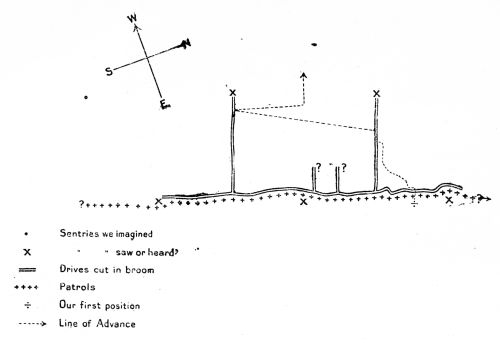 W
N
S
E
X
X
?
?
?
X
X
X
?
Sentries we imagined
X " " saw or heard?
Drives cut in broom
++++ Patrols
÷ Our first position
Line of Advance